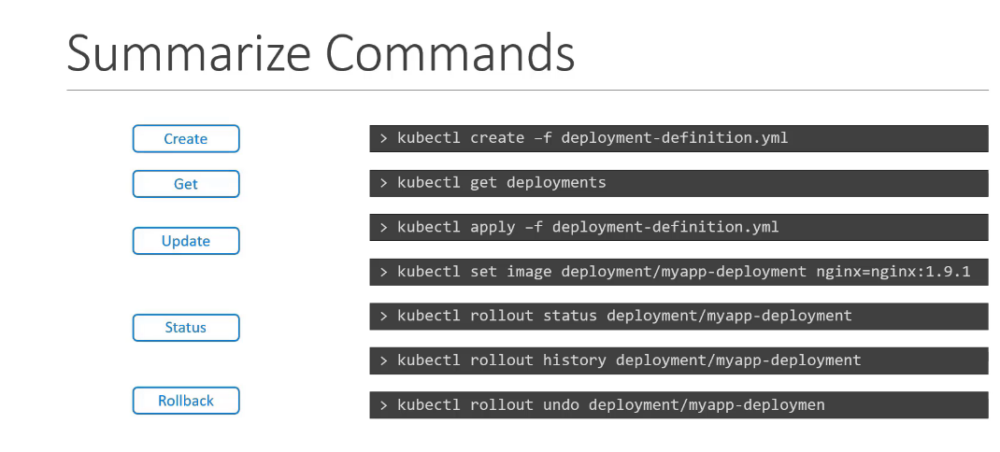 Summarize Commands
Create
> kubectl create –f deployment-definition.yml
Get
> kubectl get deployments
Update
> kubectl apply –f deployment-definition.yml
> kubectl set image deployment/myapp-deployment nginx=nginx:1.9.1
Status
> kubectl rollout status deployment/myapp-deployment
> kubectl rollout history deployment/myapp-deployment
Rollback
> kubectl rollout undo deployment/myapp-deploymen